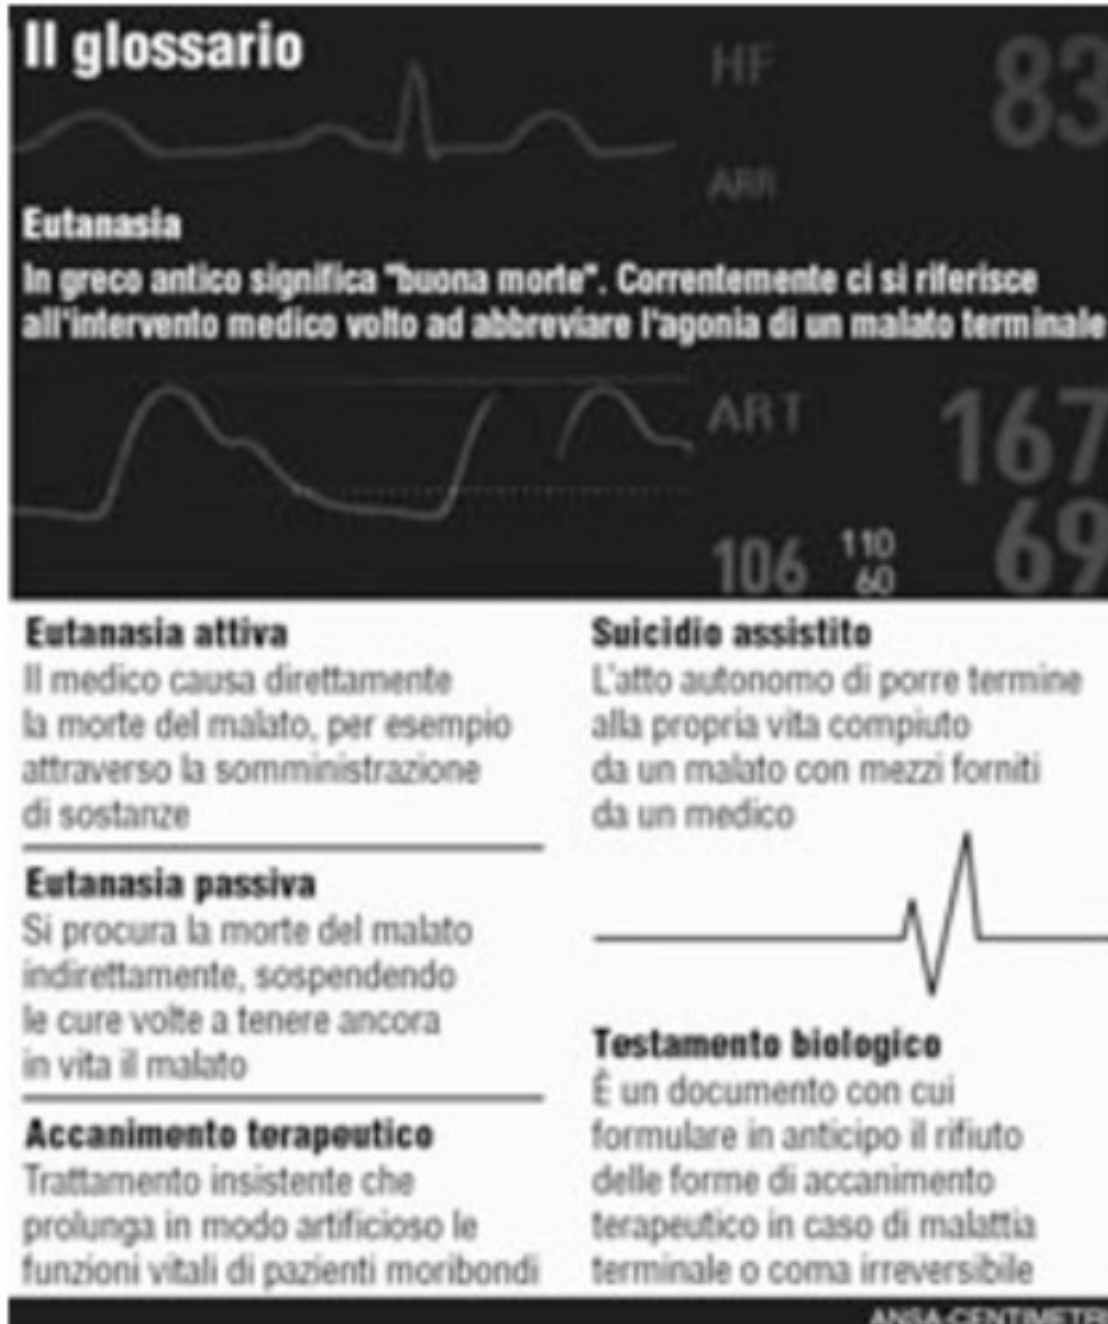 Il glossario
HF
83
ARR
Eutanasia
In greco antico significa "buona morte". Correntemente ci si riferisce
all'intervento medico volto ad abbreviare l'agonia di un malato terminale
ART
167
69
106
110
60
Eutanasia attiva
Il medico causa direttamente
la morte del malato, per esempio
attraverso la somministrazione
di sostanze
Eutanasia passiva
Si procura la morte del malato
indirettamente, sospendendo
le cure volte a tenere ancora
in vita il malato
Accanimento terapeutico
Trattamento insistente che
prolunga in modo artificioso le
funzioni vitali di pazienti moribondi
Suicidio assistito
L'atto autonomo di porre termine
alla propria vita compiuto
da un malato con mezzi forniti
da un medico
Testamento biologico
È un documento con cui
formulare in anticipo il rifiuto
delle forme di accanimento
terapeutico in caso di malattia
terminale o coma irreversibile
ANSA-CENTIMETRI